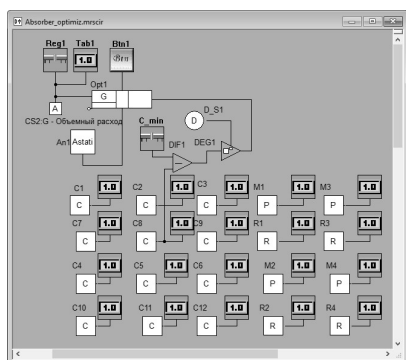 Absorber_optimiz.mrscir
Reg1 Tab1 Btn1
1.0 Btn
Opt1
G
A
CS2:G - Объемный расход
D_S1
C_min D
An1 Astati
DIF1 DEG1
C1 1.0 C2 1.0 C3 1.0 M1 1.0 M3 1.0
C C C P P
C7 1.0 C8 1.0 C9 1.0 R1 1.0 R3 1.0
C C C R R
C4 1.0 C5 1.0 C6 1.0 M2 1.0 M4 1.0
C C C P P
C10 1.0 C11 1.0 C12 1.0 R2 1.0 R4 1.0
C C C R R